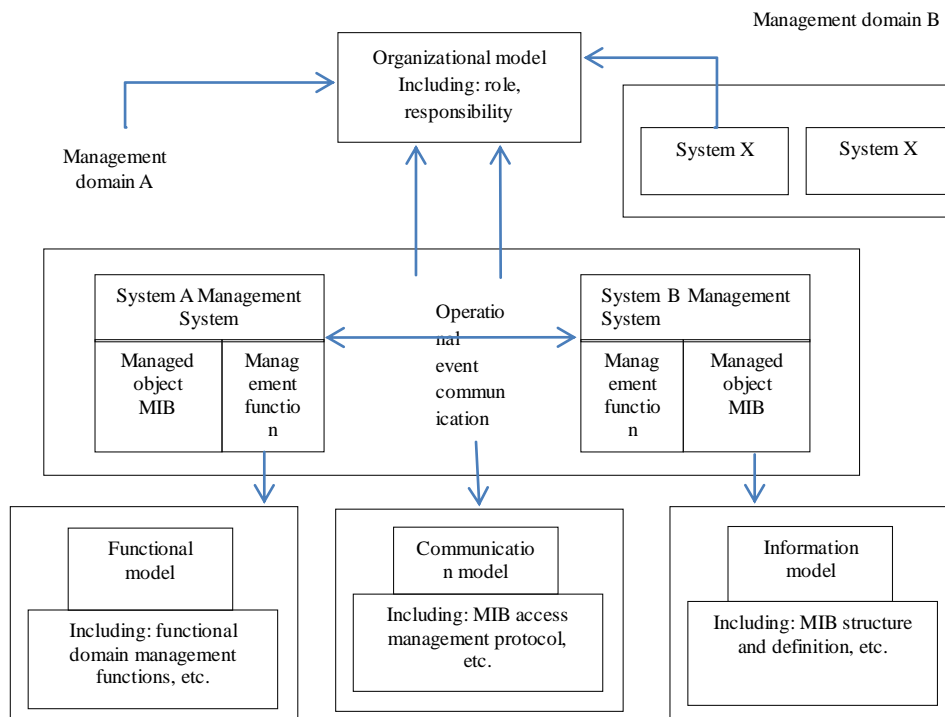 Management domain B
Organizational model
Including: role,
responsibility
System X
System X
Management
domain A
System A Management
System
Managed
object
MIB
Manag
ement
functio
n
Operatio
nal
event
commun
ication
System B Management
System
Manag
ement
functio
n
Managed
object
MIB
Functional
model
Including: functional
domain management
functions, etc.
Communicatio
n model
Including: MIB access
management protocol,
etc.
Information
model
Including: MIB structure
and definition, etc.